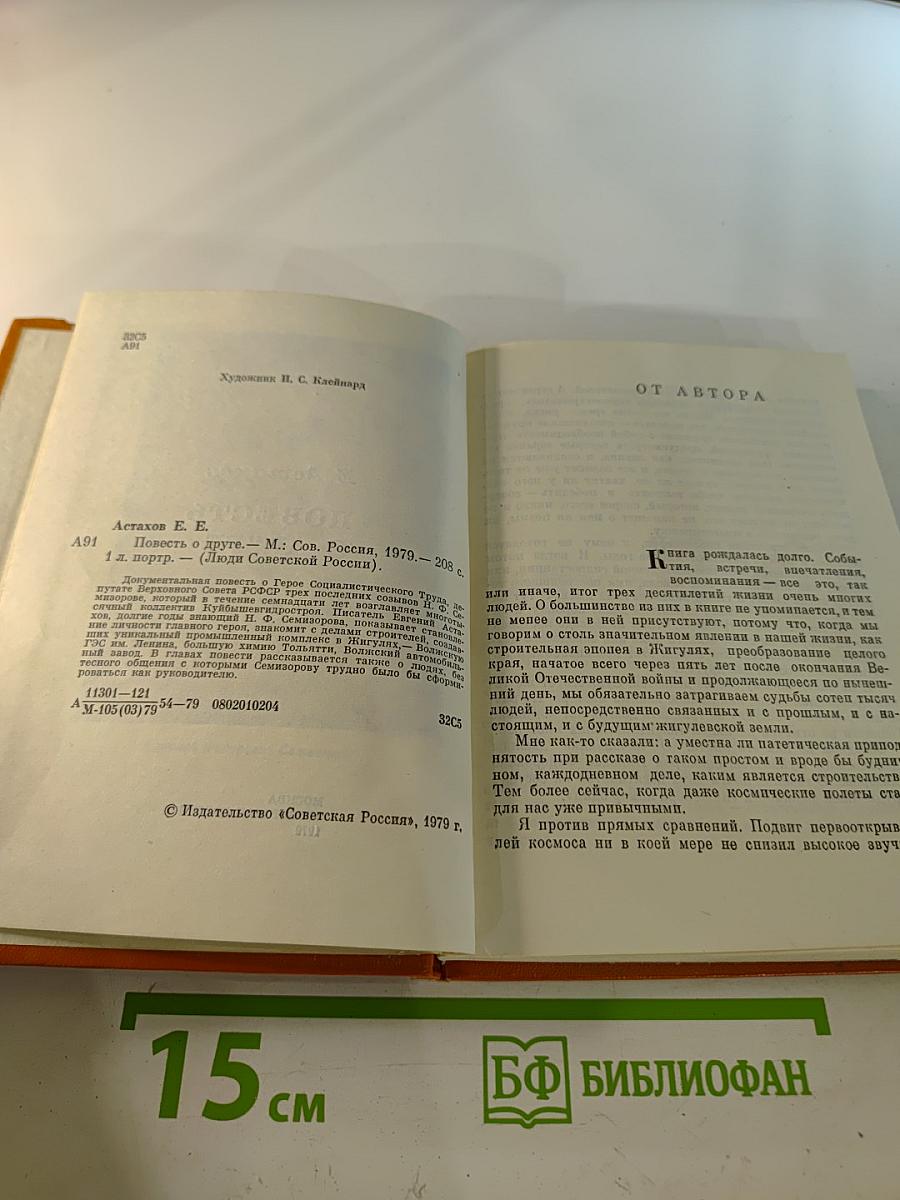 32С5
А91
Художник И. С. Клейнард
Астахов Е. Е.
А91 Повесть о друге.— М.: Сов. Россия, 1979.— 208 с.
1 л. портр. — (Люди Советской России).
Документальная повесть о Герое Социалистического Труда, де-
путате Верховного Совета РСФСР трех последних созывов Н. Ф. Се-
мизорове, который в течение семнадцати лет возглавляет многоты-
сячный коллектив Куйбышевгидростроя. Писатель Евгений Аста-
хов, долгие годы знающий Н. Ф. Семизорова, показывает становле-
ние личности главного героя, знакомит с делами строителей, создав-
ших уникальный промышленный комплекс в Жигулях,— Волжскую
ГЭС им. Ленина, большую химию Тольятти, Волжский автомобиль-
ный завод. В главах повести рассказывается также о людях, без
тесного общения с которыми Семизорову трудно было бы сформи-
роваться как руководителю.
А 11301—121
М-105(03)79 54—79 0802010204
32С5
© Издательство «Советская Россия», 1979 г,
ОТ АВТОРА
Книга рождалась долго. Собы-
тия, встречи, впечатления,
воспоминания — все это, так
или иначе, итог трех десятилетий жизни очень многих
людей. О большинстве из них в книге не упоминается, и тем
не менее они в ней присутствуют, потому что, когда мы
говорим о столь значительном явлении в нашей жизни, как
строительная эпопея в Жигулях, преобразование целого
края, начатое всего через пять лет после окончания Ве-
ликой Отечественной войны и продолжающееся по нынеш-
ний день, мы обязательно затрагиваем судьбы сотен тысяч
людей, непосредственно связанных и с прошлым, и с на-
стоящим, и с будущим жигулевской земли.
Мне как-то сказали: а уместна ли патетическая припод
нятость при рассказе о таком простом и вроде бы будни
ном, каждодневном деле, каким является строительств
Тем более сейчас, когда даже космические полеты ста
для нас уже привычными.
Я против прямых сравнений. Подвиг первооткрыв
лей космоса ни в коей мере не снизил высокое звуч
15 см
БФ БИБЛИОФАН